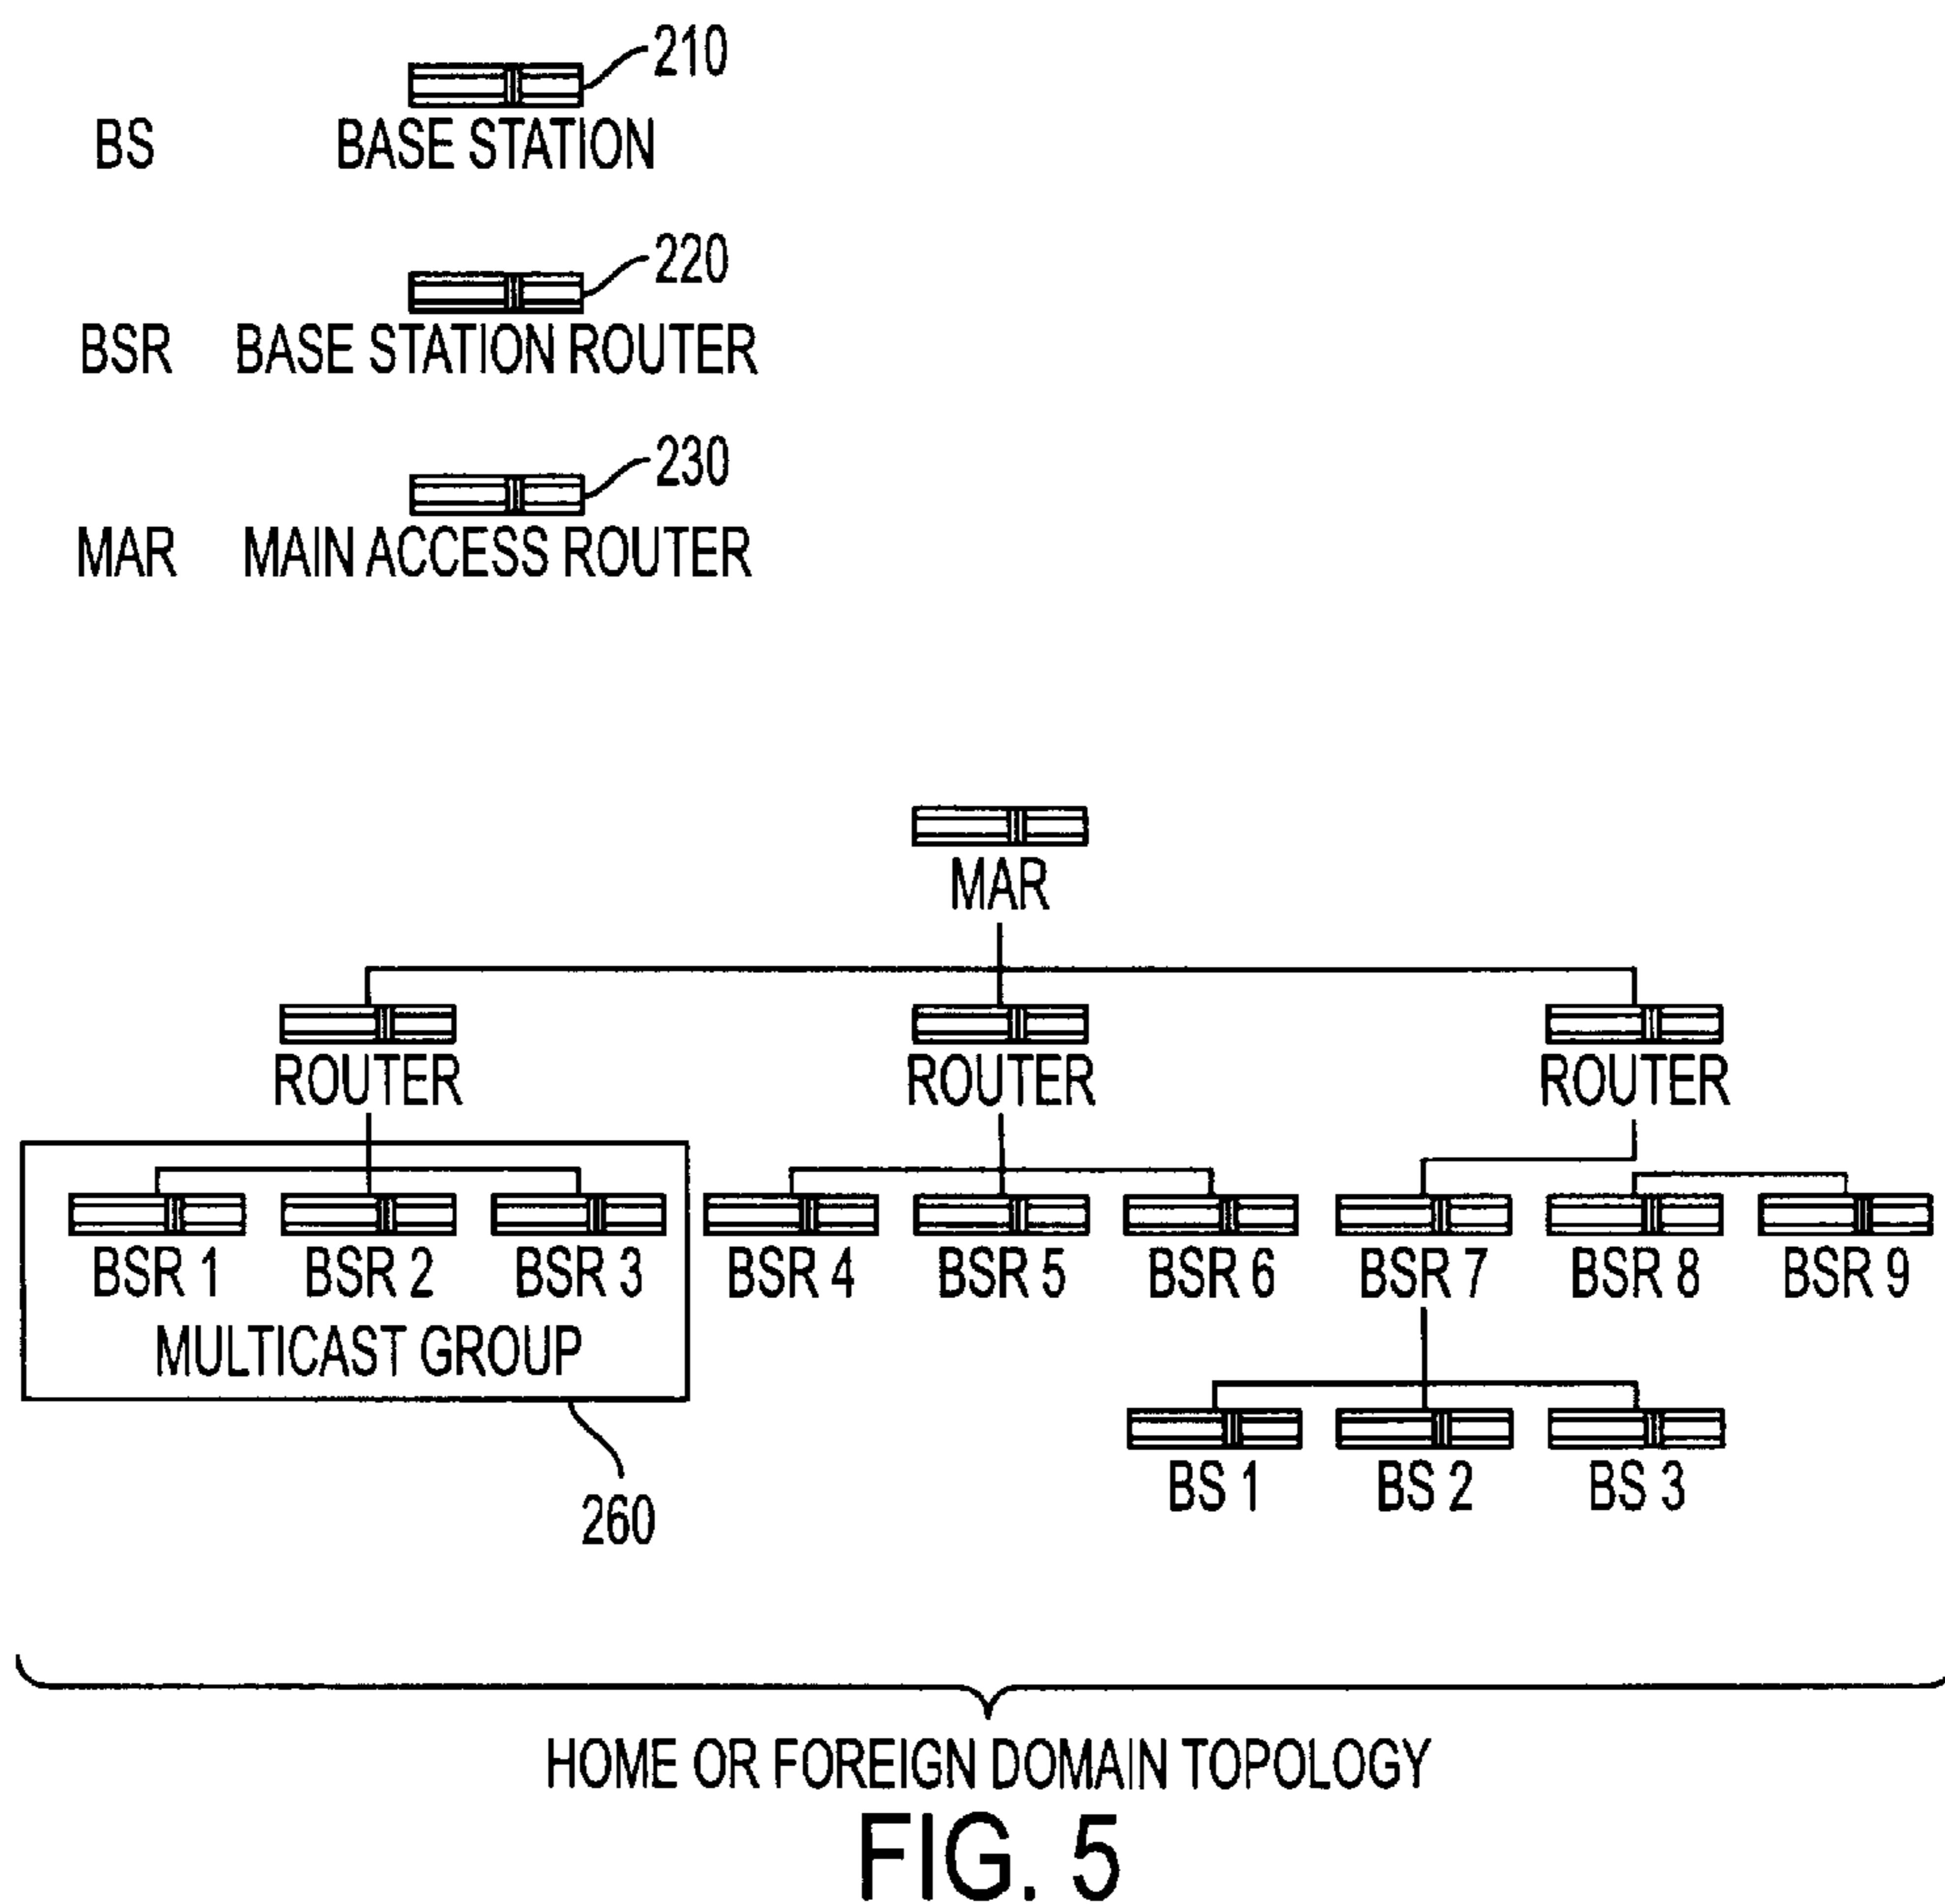 210
BS BASE STATION
220
BSR BASE STATION ROUTER
230
MAR MAIN ACCESS ROUTER
MAR
ROUTER ROUTER ROUTER
BSR 1 BSR 2 BSR 3 BSR 4 BSR 5 BSR 6 BSR 7 BSR 8 BSR 9
MULTICAST GROUP
BS 1 BS 2 BS 3
260
HOME OR FOREIGN DOMAIN TOPOLOGY
FIG. 5